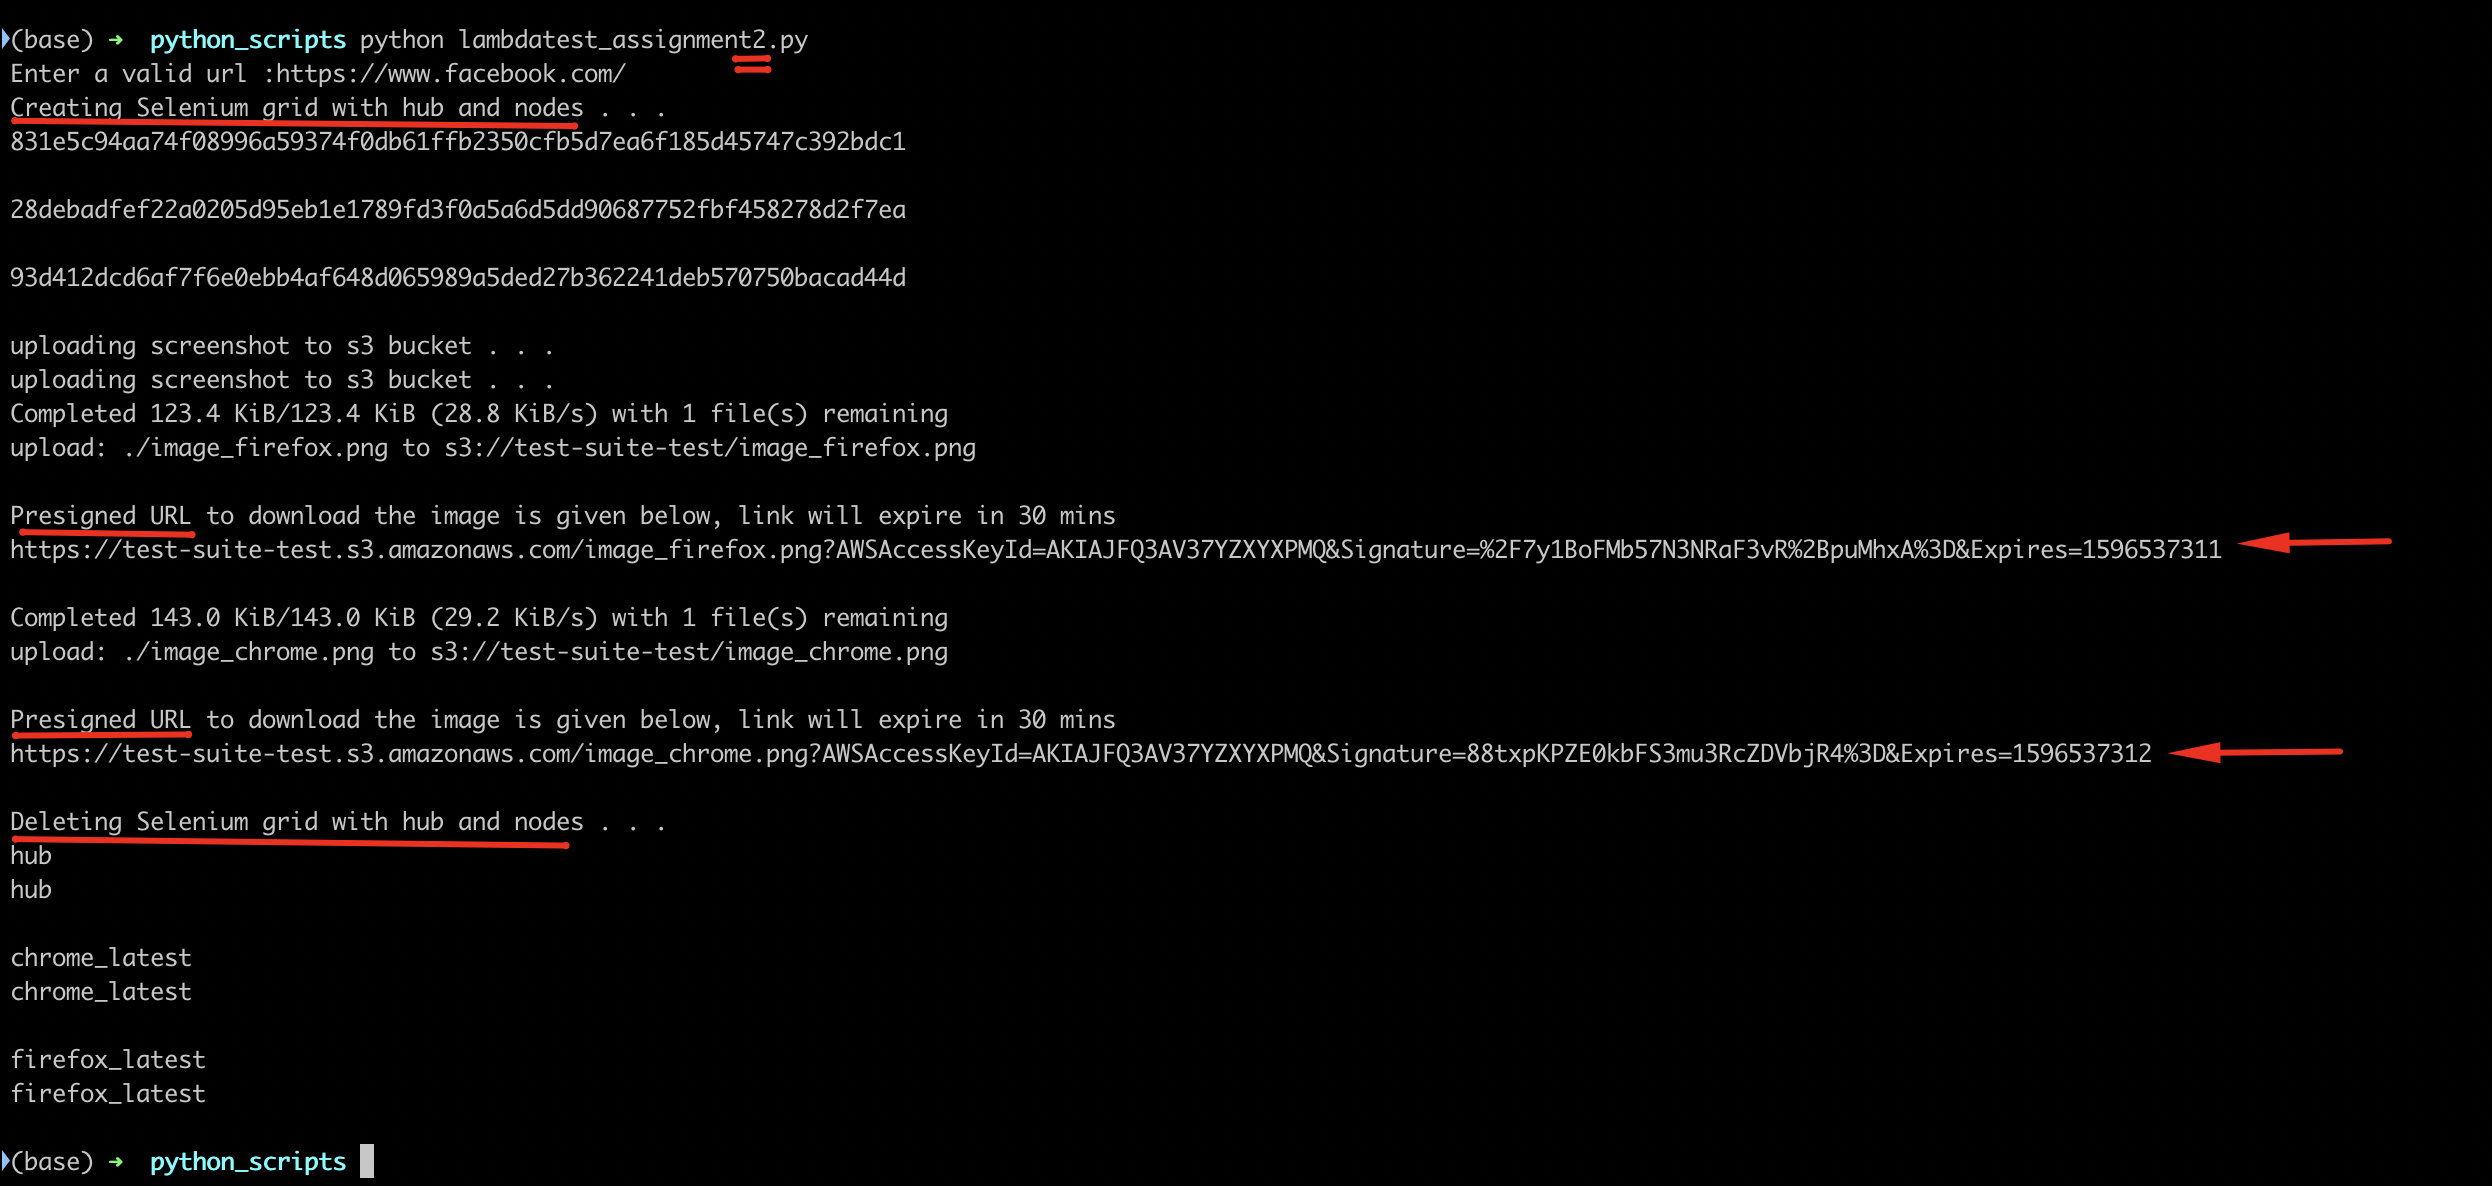 (base) → python_scripts python lambdatest_assignment2.py
Enter a valid url :https://www.facebook.com/
Creating Selenium grid with hub and nodes . . .
831e5c94aa74f08996a59374f0db61ffb2350cfb5d7ea6f185d45747c392bdc1
28debadfef22a0205d95eb1e1789fd3f0a5a6d5dd90687752fbf458278d2f7ea
93d412dcd6af7f6e0ebb4af648d065989a5ded27b362241deb570750bacad44d
uploading screenshot to s3 bucket . . .
uploading screenshot to s3 bucket . . .
Completed 123.4 KiB/123.4 KiB (28.8 KiB/s) with 1 file(s) remaining
upload: ./image_firefox.png to s3://test-suite-test/image_firefox.png
Presigned URL to download the image is given below, link will expire in 30 mins
https://test-suite-test.s3.amazonaws.com/image_firefox.png?AWSAccessKeyId=AKIAJFQ3AV37YZXYXPMQ&Signature=%2F7y1BoFMb57N3NRaF3vR%2BpuMhxA%3D&Expires=1596537311
Completed 143.0 KiB/143.0 KiB (29.2 KiB/s) with 1 file(s) remaining
upload: ./image_chrome.png to s3://test-suite-test/image_chrome.png
Presigned URL to download the image is given below, link will expire in 30 mins
https://test-suite-test.s3.amazonaws.com/image_chrome.png?AWSAccessKeyId=AKIAJFQ3AV37YZXYXPMQ&Signature=88txpKPZE0kbFS3mu3RcZDVbjR4%3D&Expires=1596537312
Deleting Selenium grid with hub and nodes . . .
hub
hub
chrome_latest
chrome_latest
firefox_latest
firefox_latest
(base) → python_scripts